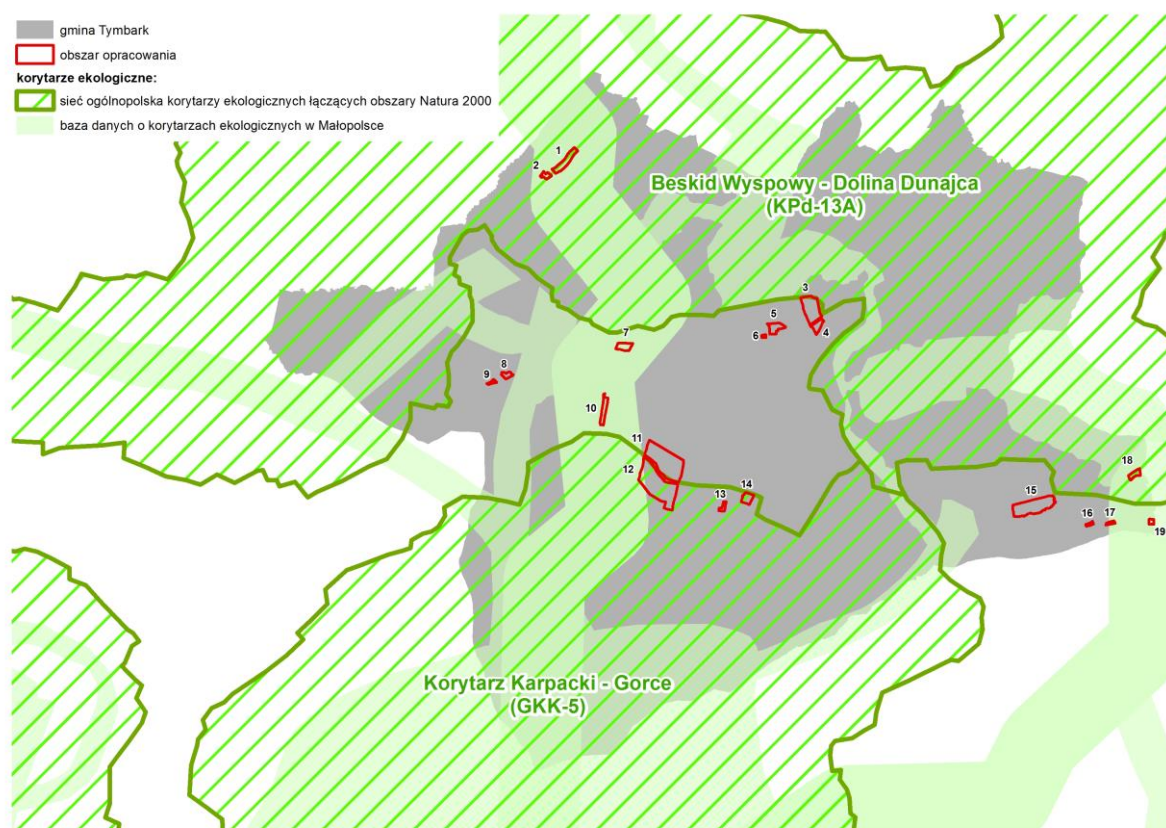 gmina Tymbark
obszar opracowania
korytarze ekologiczne:
sieć ogólnopolska korytarzy ekologicznych łączących obszary Natura 2000
baza danych o korytarzach ekologicznych w Małopolsce
1
2
Beskid Wyspowy - Dolina Dunajca
(KPd-13A)
3
5
4
6
7
8
9
10
11
12
18
13
14
15
16
17
19
Korytarz Karpacki - Gorce
(GKK-5)